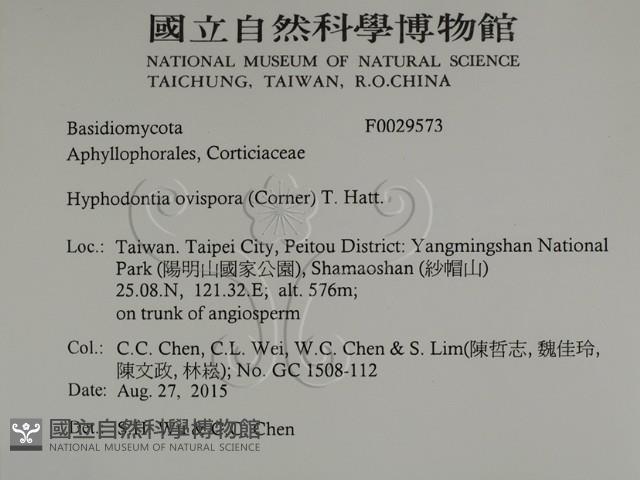 國立自然科學博物館
NATIONAL MUSEUM OF NATURAL SCIENCE
TAICHUNG, TAIWAN, R.O.CHINA
Basidiomycota F0029573
Aphyllophorales, Corticiaceae
Hyphodontia ovispora (Corner) T. Hatt.
Loc.: Taiwan. Taipei City, Peitou District: Yangmingshan National
Park (陽明山國家公園), Shamaoshan (紗帽山)
25.08.N, 121.32.E; alt. 576m;
on trunk of angiosperm
Col.: C.C. Chen, C.L. Wei, W.C. Chen & S. Lim(陳哲志, 魏佳玲,
陳文政, 林崧); No. GC 1508-112
Date: Aug. 27, 2015
Det.: S.H. Wu & C.C. Chen
國立自然科學博物館
NATIONAL MUSEUM OF NATURAL SCIENCE